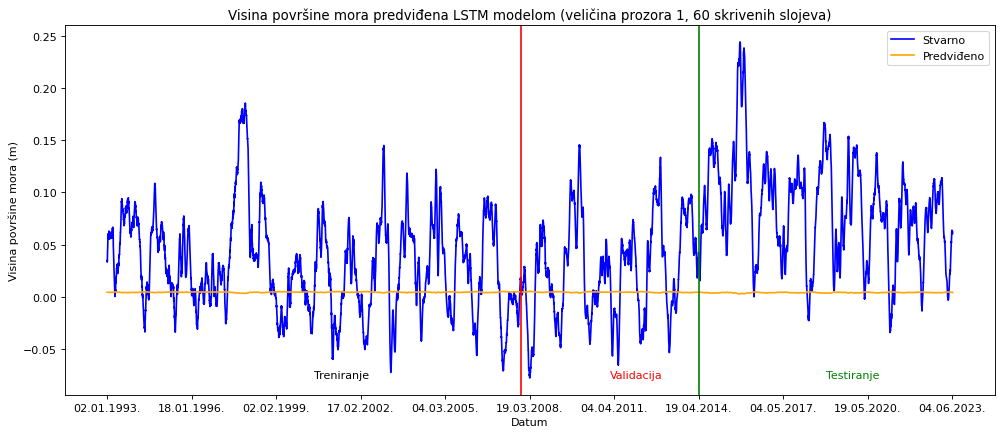 Visina površine mora predviđena LSTM modelom (veličina prozora 1, 60 skrivenih slojeva)
Stvarno
Predviđeno
Visina površine mora (m)
0.25
0.20
0.15
0.10
0.05
0.00
−0.05
Treniranje
Validacija
Testiranje
02.01.1993.
18.01.1996.
02.02.1999.
17.02.2002.
04.03.2005.
19.03.2008.
04.04.2011.
19.04.2014.
04.05.2017.
19.05.2020.
04.06.2023.
Datum